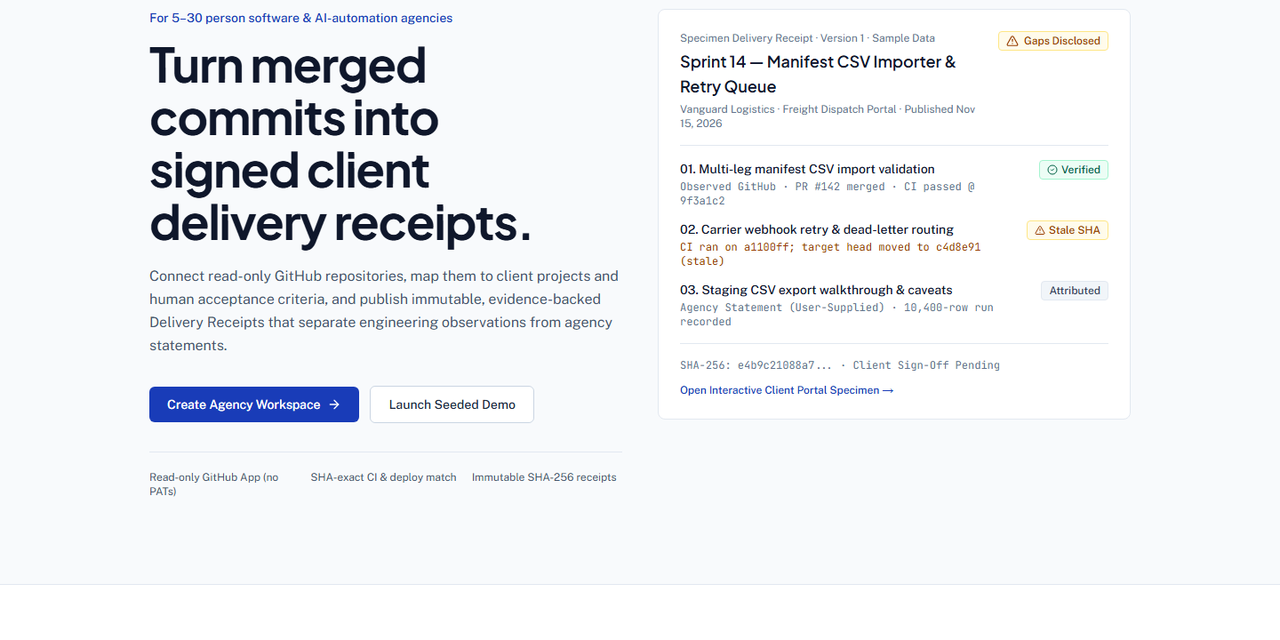 For 5–30 person software & AI-automation agencies
Turn merged
commits into
signed client
delivery receipts.
Connect read-only GitHub repositories, map them to client projects and
human acceptance criteria, and publish immutable, evidence-backed
Delivery Receipts that separate engineering observations from agency
statements.
Create Agency Workspace →
Launch Seeded Demo
Read-only GitHub App (no
PATs)
SHA-exact CI & deploy match
Immutable SHA-256 receipts
Specimen Delivery Receipt · Version 1 · Sample Data
Gaps Disclosed
Sprint 14 — Manifest CSV Importer &
Retry Queue
Vanguard Logistics · Freight Dispatch Portal · Published Nov
15, 2026
01. Multi-leg manifest CSV import validation
Verified
Observed GitHub · PR #142 merged · CI passed @
9f3a1c2
02. Carrier webhook retry & dead-letter routing
Stale SHA
CI ran on a1100ff; target head moved to c4d8e91
(stale)
03. Staging CSV export walkthrough & caveats
Attributed
Agency Statement (User-Supplied) · 10,400-row run
recorded
SHA-256: e4b9c21088a7... · Client Sign-Off Pending
Open Interactive Client Portal Specimen →